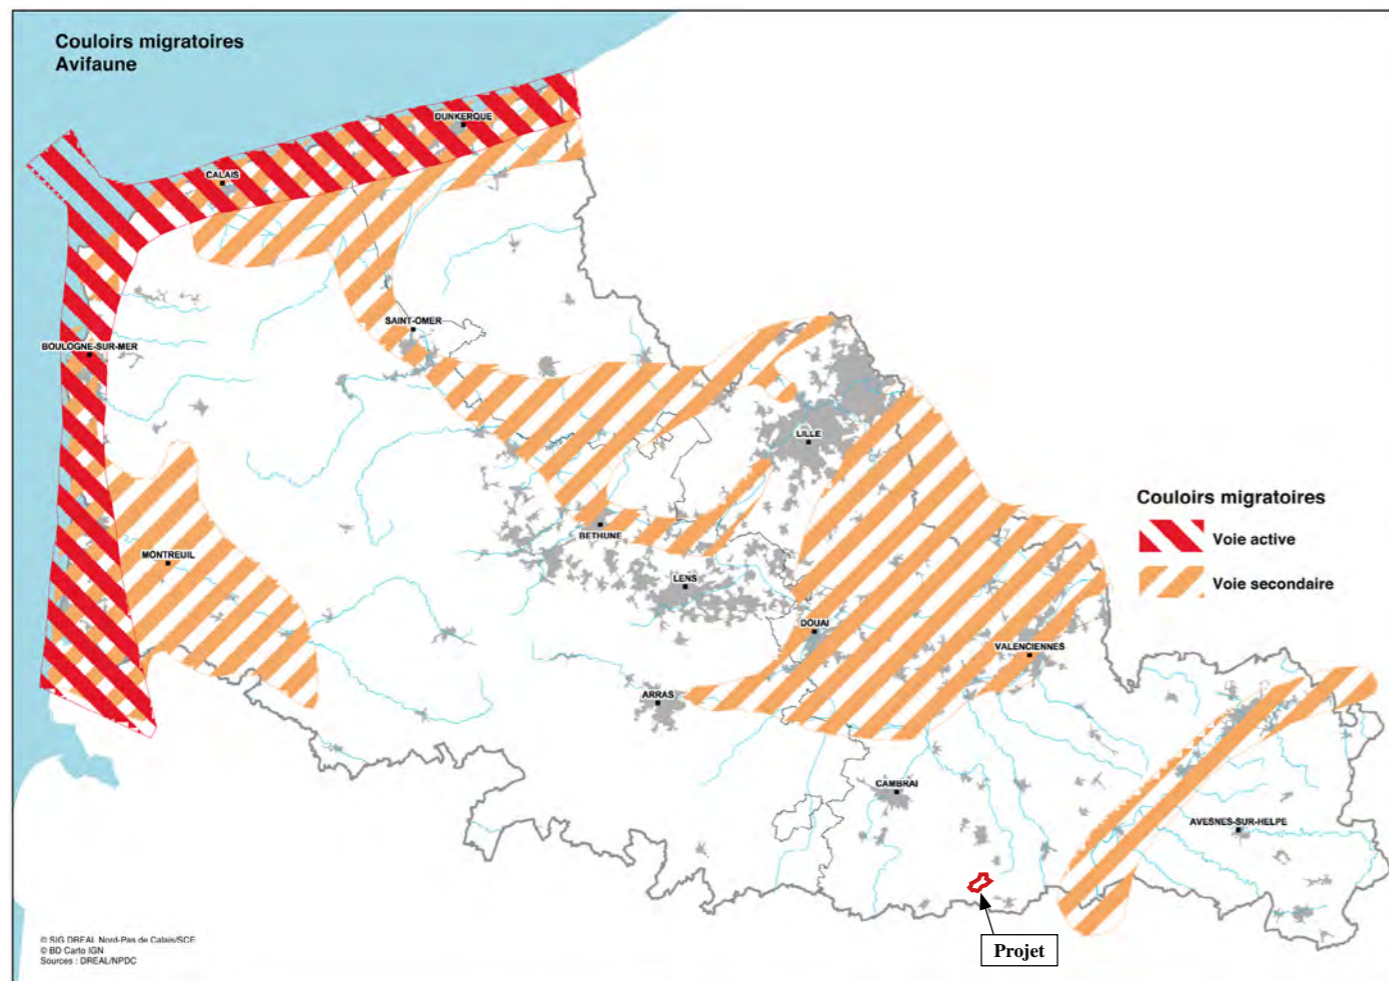 Couloirs migratoires
Avifaune
DUNKERQUE
CALAIS
SAINT-OMER
BOULOGNE-SUR-MER
LILLE
Couloirs migratoires
Voie active
BETHUNE
MONTREUIL
LENS
Voie secondaire
DOUAI
VALENCIENNES
ARRAS
CAMBRAI
AVESNES-SUR-HELPE
© SIG DREAL Nord-Pas de Calais/SCE
© BD Carto IGN
Sources : DREAL/NPDC
Projet